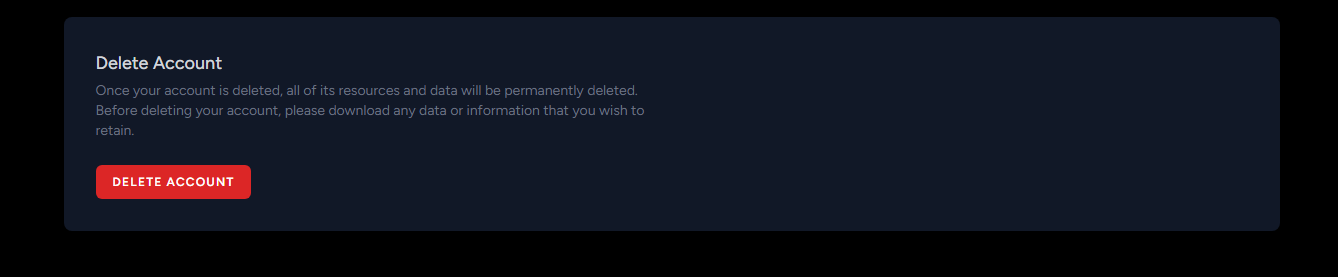 Delete Account
Once your account is deleted, all of its resources and data will be permanently deleted.
Before deleting your account, please download any data or information that you wish to
retain.
DELETE ACCOUNT